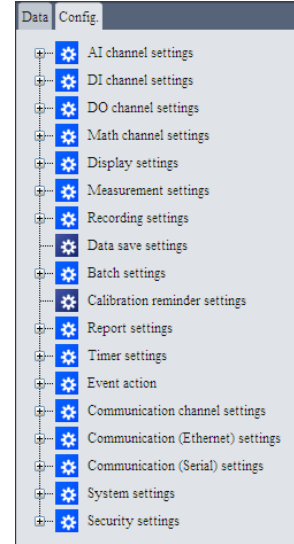 Data Config.
AI channel settings
DI channel settings
DO channel settings
Math channel settings
Display settings
Measurement settings
Recording settings
Data save settings
Batch settings
Calibration reminder settings
Report settings
Timer settings
Event action
Communication channel settings
Communication (Ethernet) settings
Communication (Serial) settings
System settings
Security settings